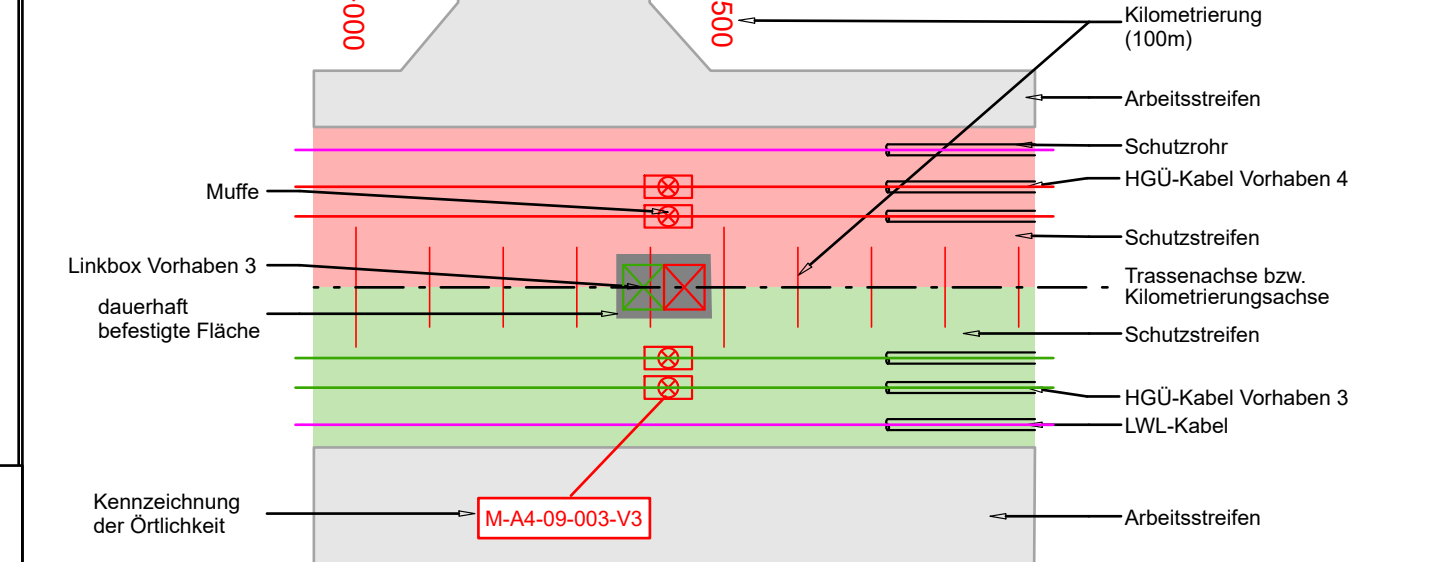 000
500
Kilometrierung
(100m)
Arbeitsstreifen
Schutzrohr
HGÜ-Kabel Vorhaben 4
Muffe
Schutzstreifen
Linkbox Vorhaben 3
Trassenachse bzw.
Kilometrierungsachse
dauerhaft
befestigte Fläche
Schutzstreifen
HGÜ-Kabel Vorhaben 3
LWL-Kabel
Kennzeichnung
der Örtlichkeit
M-A4-09-003-V3
Arbeitsstreifen